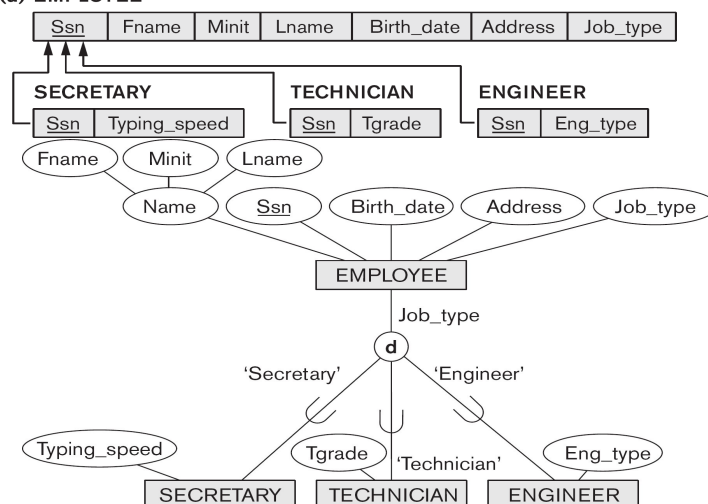 (a) EMPLOYEE
Ssn Fname Minit Lname Birth_date Address Job_type
SECRETARY TECHNICIAN ENGINEER
Ssn Typing_speed Ssn Tgrade Ssn Eng_type
Fname Minit Lname
Name Ssn Birth_date Address Job_type
EMPLOYEE
Job_type
d
‘Secretary’ ‘Engineer’
Typing_speed Tgrade Eng_type
‘Technician’
SECRETARY TECHNICIAN ENGINEER